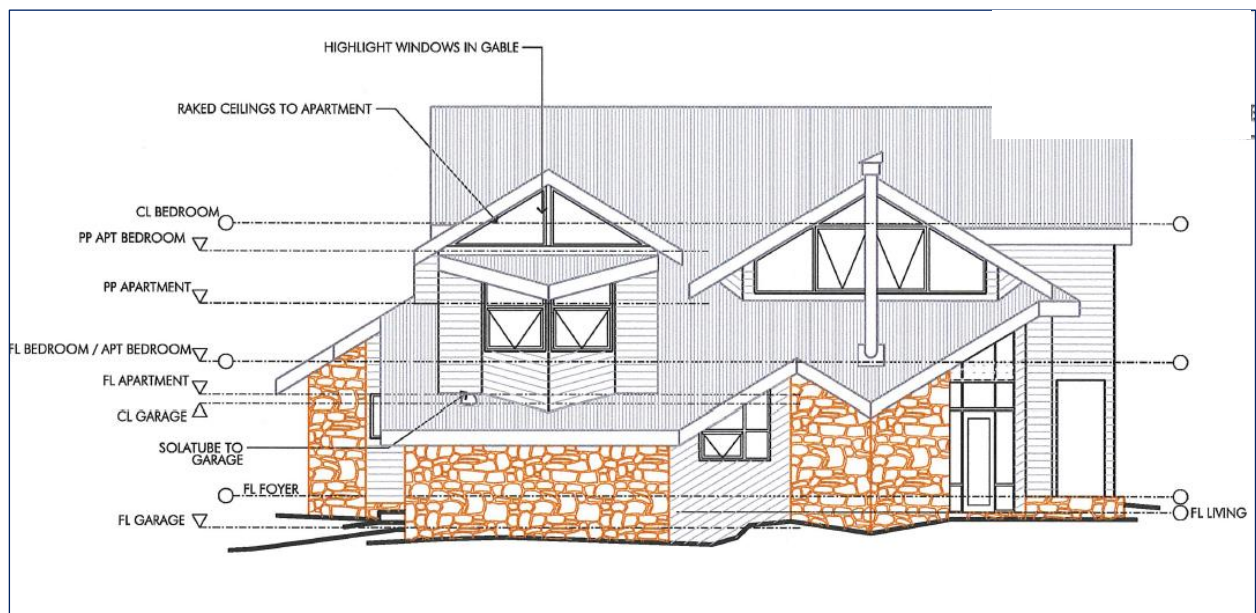 HIGHLIGHT WINDOWS IN GABLE
RAKED CEILINGS TO APARTMENT
CL BEDROOM
PP APT BEDROOM
PP APARTMENT
FL BEDROOM / APT BEDROOM
FL APARTMENT
CL GARAGE
SOLATUBE TO
GARAGE
FL FOYER
FL GARAGE
FL LIVING